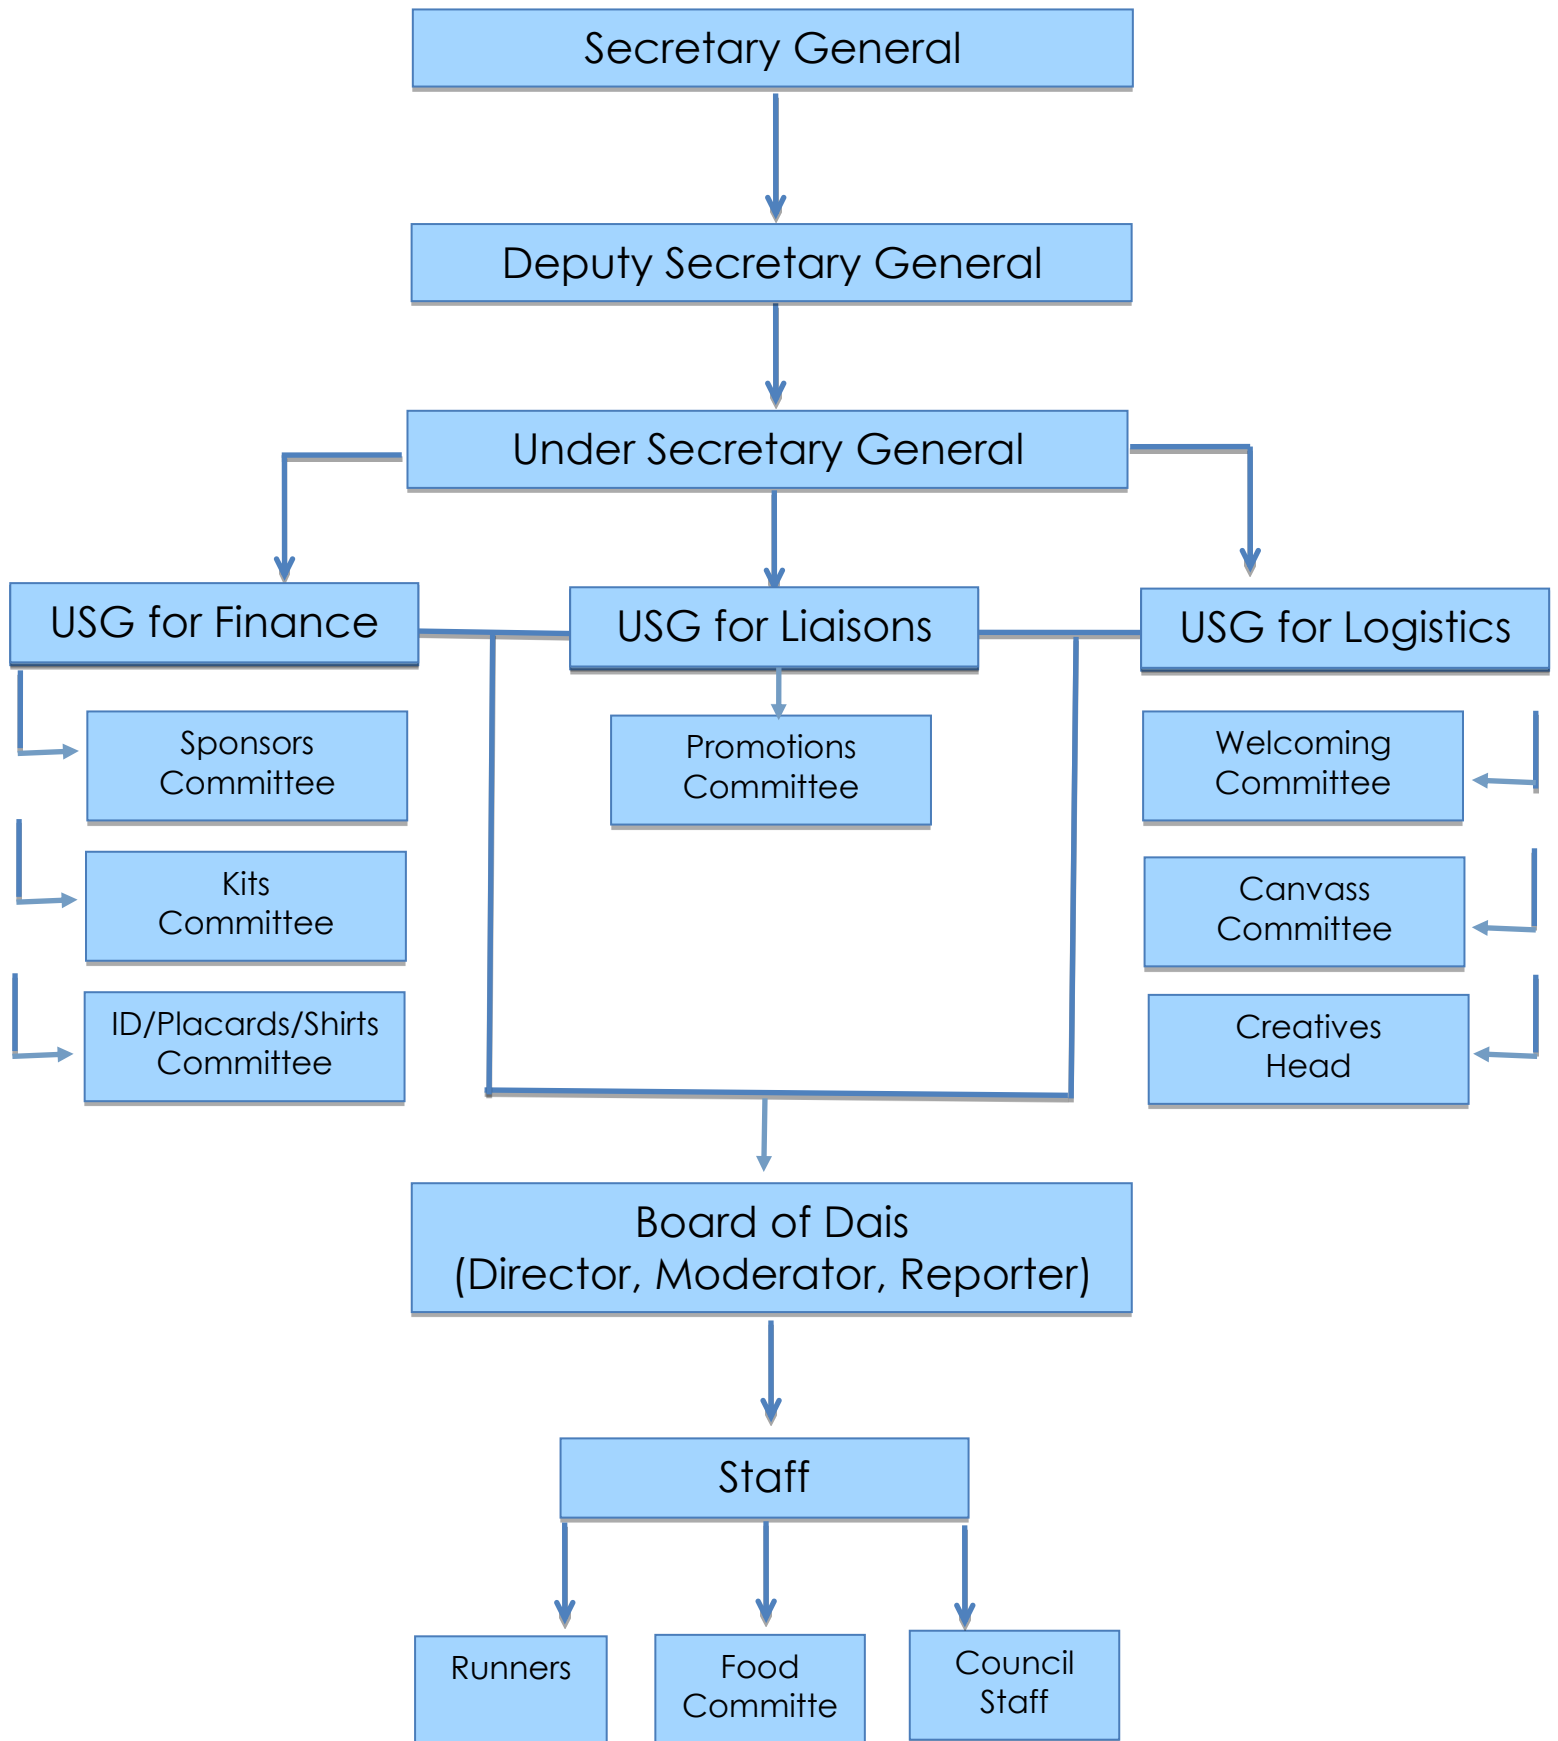 Secretary General
Deputy Secretary General
Under Secretary General
USG for Finance
USG for Liaisons
USG for Logistics
Sponsors
Committee
Promotions
Committee
Welcoming
Committee
Kits
Committee
Canvass
Committee
ID/Placards/Shirts
Committee
Creatives
Head
Board of Dais
(Director, Moderator, Reporter)
Staff
Runners
Food
Committe
Council
Staff